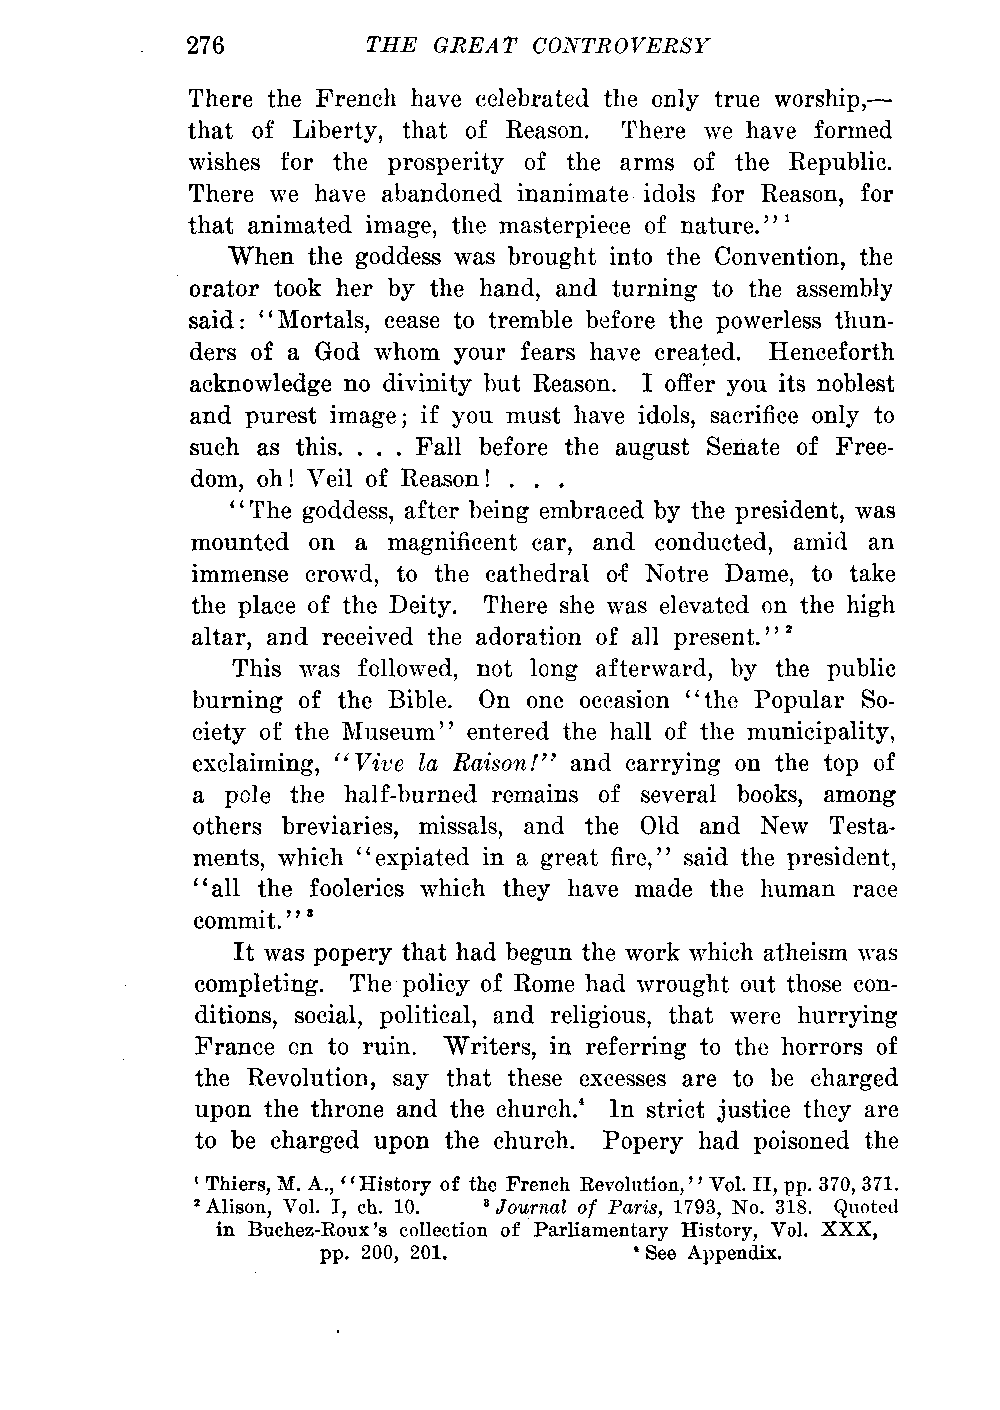 276 THE GREAT CONTROVERSY
There the French have celebrated the only true worship,—
that of Liberty, that of Reason. There we have formed
wishes for the prosperity of the arms of the Republic.
There we have abandoned inanimate idols for Reason, for
that animated image, the masterpiece of nature.''¹
When the goddess was brought into the Convention, the
orator took her by the hand, and turning to the assembly
said: ''Mortals, cease to tremble before the powerless thun-
ders of a God whom your fears have created. Henceforth
acknowledge no divinity but Reason. I offer you its noblest
and purest image; if you must have idols, sacrifice only to
such as this. . . . Fall before the august Senate of Free-
dom, oh! Veil of Reason! . . .
''The goddess, after being embraced by the president, was
mounted on a magnificent car, and conducted, amid an
immense crowd, to the cathedral of Notre Dame, to take
the place of the Deity. There she was elevated on the high
altar, and received the adoration of all present.''²
This was followed, not long afterward, by the public
burning of the Bible. On one occasion ''the Popular So-
ciety of the Museum'' entered the hall of the municipality,
exclaiming, ''Vive la Raison!'' and carrying on the top of
a pole the half-burned remains of several books, among
others breviaries, missals, and the Old and New Testa-
ments, which ''expiated in a great fire,'' said the president,
''all the fooleries which they have made the human race
commit.''³
It was popery that had begun the work which atheism was
completing. The policy of Rome had wrought out those con-
ditions, social, political, and religious, that were hurrying
France on to ruin. Writers, in referring to the horrors of
the Revolution, say that these excesses are to be charged
upon the throne and the church.⁴ In strict justice they are
to be charged upon the church. Popery had poisoned the
¹ Thiers, M. A., ''History of the French Revolution,'' Vol. II, pp. 370, 371.
² Alison, Vol. I, ch. 10. ³ Journal of Paris, 1793, No. 318. Quoted
in Buchez-Roux's collection of Parliamentary History, Vol. XXX,
pp. 200, 201. ⁴ See Appendix.